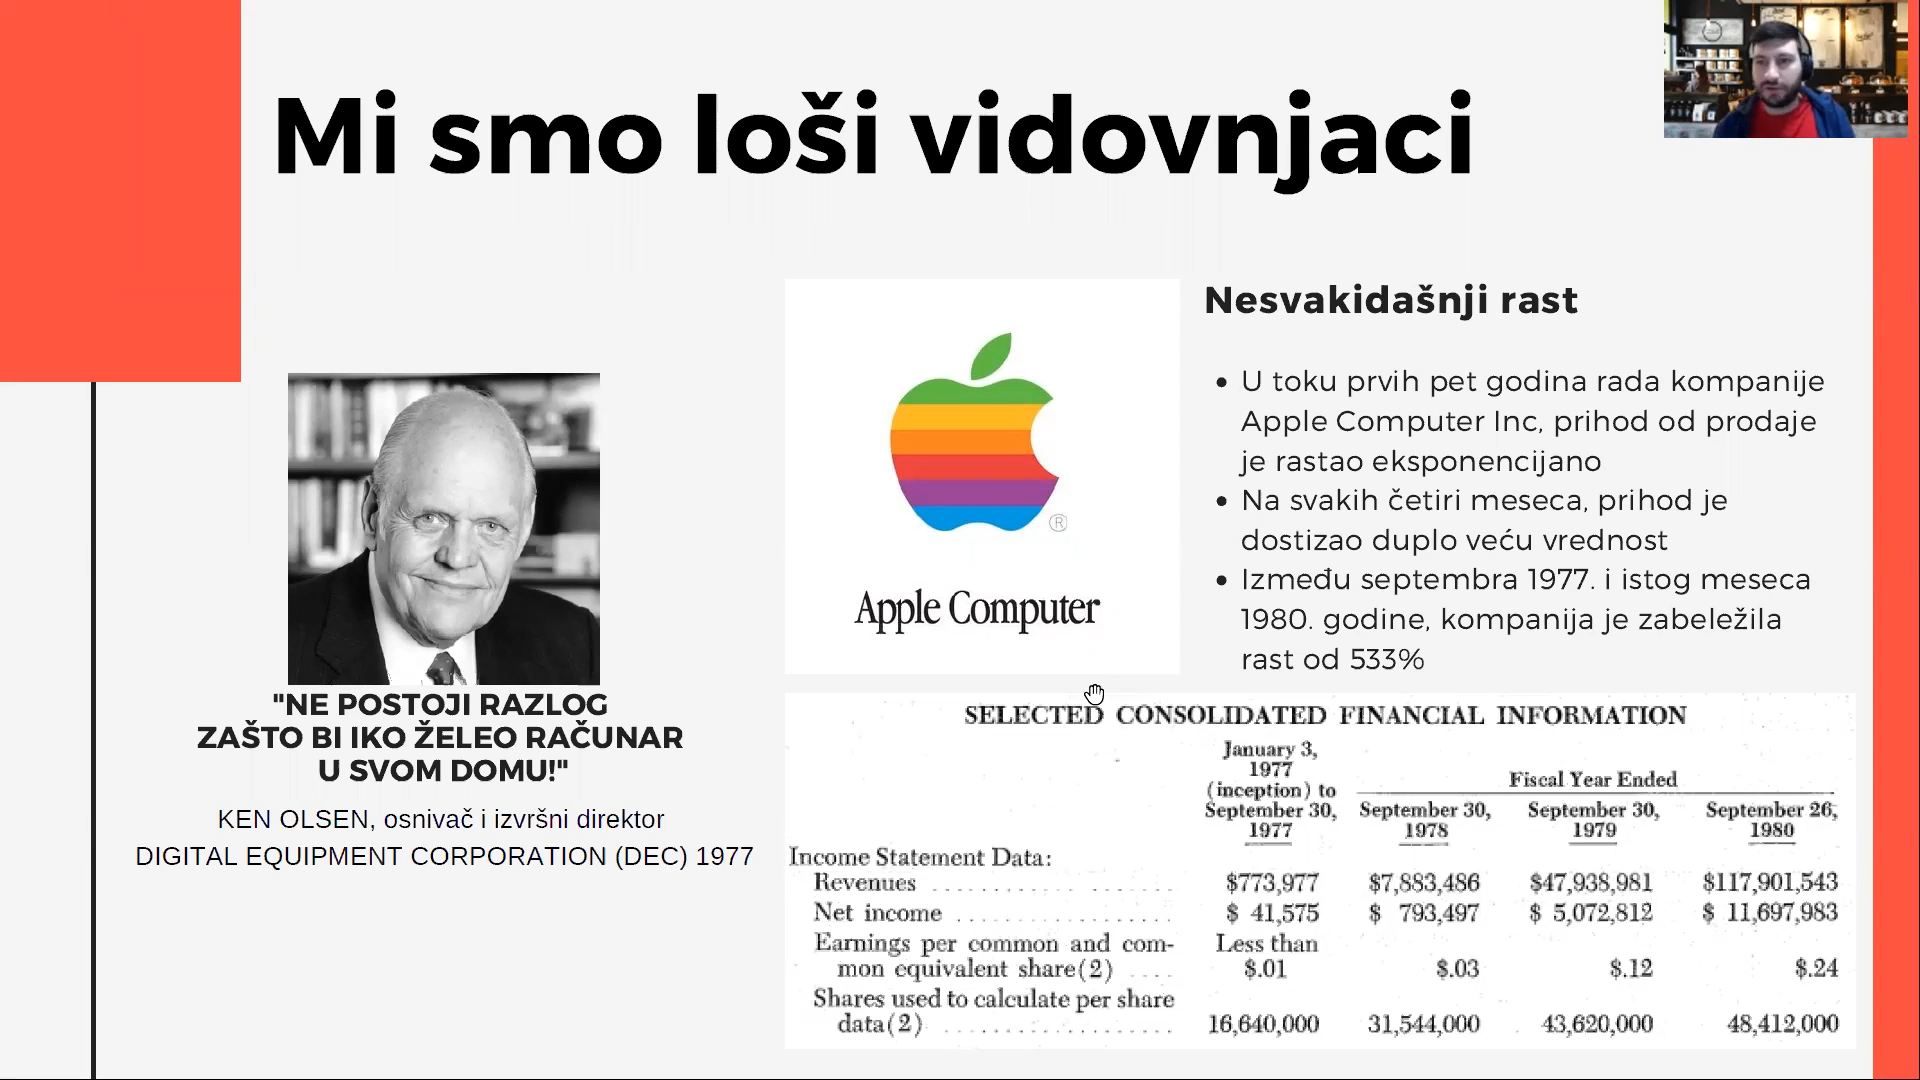 Mi smo loši vidovnjaci
"NE POSTOJI RAZLOG
ZAŠTO BI IKO ŽELEO RAČUNAR
U SVOM DOMU!"
KEN OLSEN, osnivač i izvršni direktor
DIGITAL EQUIPMENT CORPORATION (DEC) 1977
®
Apple Computer
Nesvakidašnji rast
• U toku prvih pet godina rada kompanije
Apple Computer Inc, prihod od prodaje
je rastao eksponencijano
• Na svakih četiri meseca, prihod je
dostizao duplo veću vrednost
• Između septembra 1977. i istog meseca
1980. godine, kompanija je zabeležila
rast od 533%
SELECTED CONSOLIDATED FINANCIAL INFORMATION
January 3,
1977
(inception) to
September 30,
1977
Fiscal Year Ended
September 30, September 30, September 26,
1978 1979 1980
Income Statement Data:
Revenues $773,977 $7,883,486 $47,938,981 $117,901,543
Net income $ 41,575 $ 793,497 $ 5,072,812 $ 11,697,983
Earnings per common and com- Less than
mon equivalent share(2) $.01 $.03 $.12 $.24
Shares used to calculate per share
data(2) 16,640,000 31,544,000 43,620,000 48,412,000